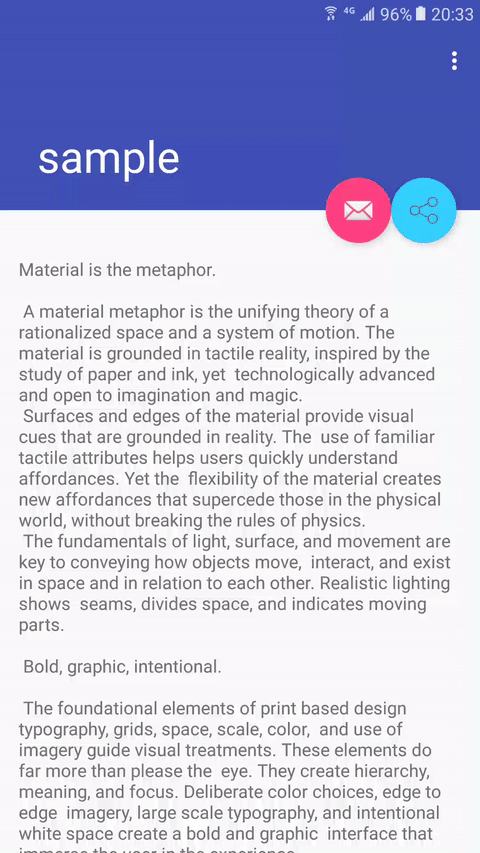 4G 96% 20:33
sample
Material is the metaphor.
A material metaphor is the unifying theory of a
rationalized space and a system of motion. The
material is grounded in tactile reality, inspired by the
study of paper and ink, yet  technologically advanced
and open to imagination and magic.
Surfaces and edges of the material provide visual
cues that are grounded in reality. The  use of familiar
tactile attributes helps users quickly understand
affordances. Yet the  flexibility of the material creates
new affordances that supercede those in the physical
world, without breaking the rules of physics.
The fundamentals of light, surface, and movement are
key to conveying how objects move,  interact, and exist
in space and in relation to each other. Realistic lighting
shows  seams, divides space, and indicates moving
parts.
Bold, graphic, intentional.
The foundational elements of print based design
typography, grids, space, scale, color,  and use of
imagery guide visual treatments. These elements do
far more than please the  eye. They create hierarchy,
meaning, and focus. Deliberate color choices, edge to
edge  imagery, large scale typography, and intentional
white space create a bold and graphic  interface that
immerse the user in the experience.